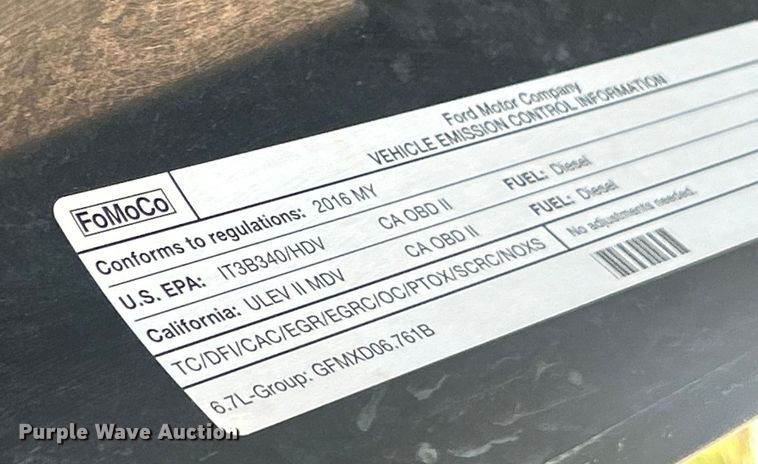 Ford Motor Company
VEHICLE EMISSION CONTROL INFORMATION
FoMoCo
Conforms to regulations: 2016 MY
U.S. EPA: IT3B340/HDV CA OBD II FUEL: Diesel
California: ULEV II MDV CA OBD II FUEL: Diesel
TC/DFI/CAC/EGR/EGRC/OC/PTOX/SCRC/NOXS No adjustments needed.
6.7L-Group: GFMXD06.761B
Purple Wave Auction